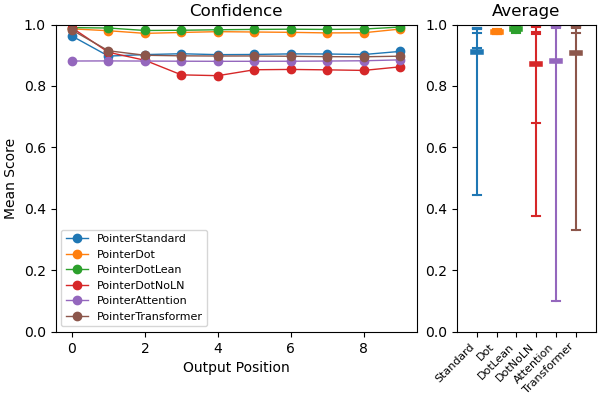 Confidence
Average
Mean Score
1.0
0.8
0.6
0.4
0.2
0.0
PointerStandard
PointerDot
PointerDotLean
PointerDotNoLN
PointerAttention
PointerTransformer
0 2 4 6 8
Output Position
1.0
0.8
0.6
0.4
0.2
0.0
Standard
Dot
DotLean
DotNoLN
Attention
Transformer